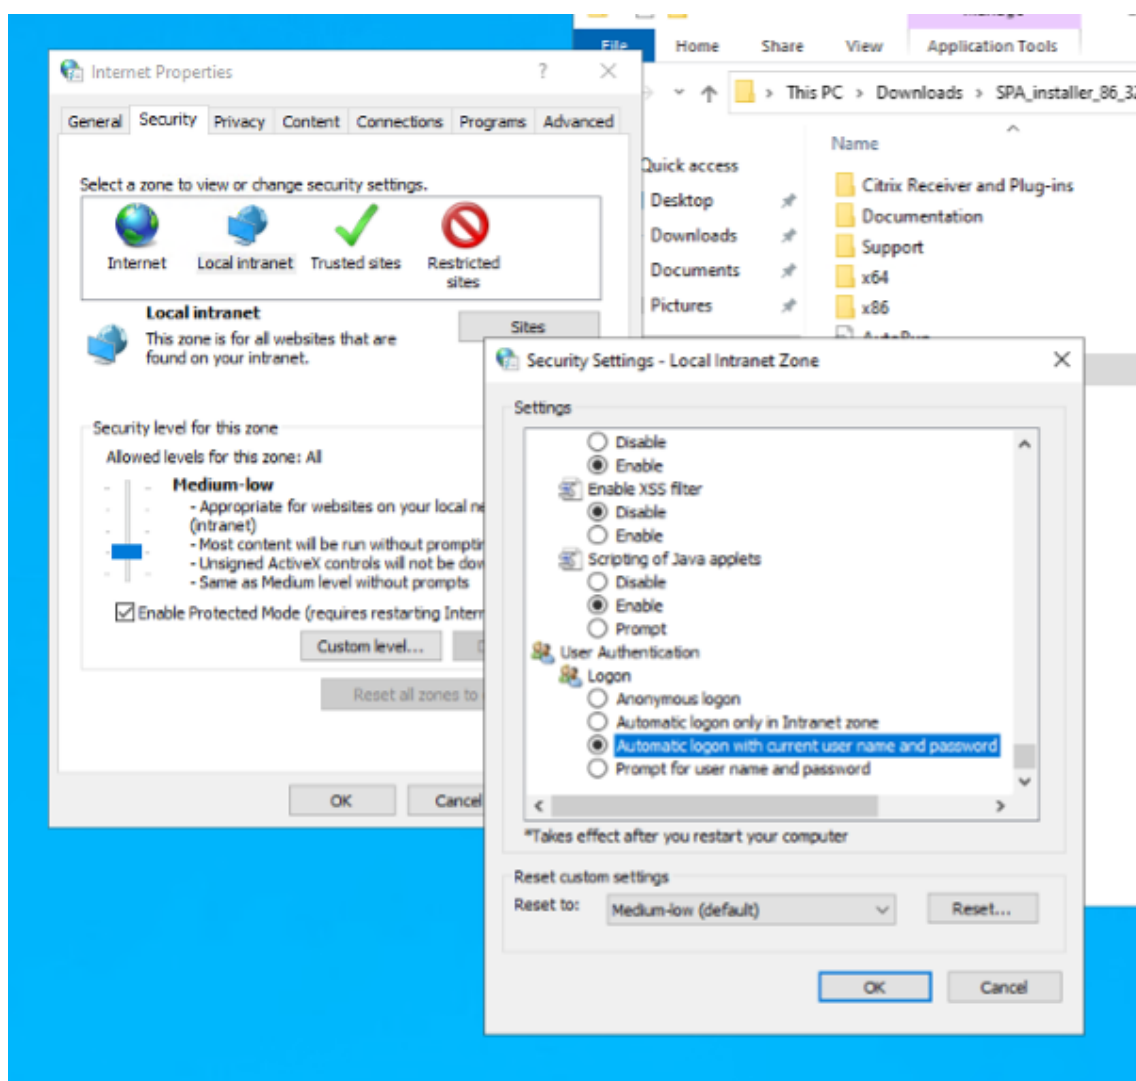 File Home Share View Application Tools
This PC > Downloads > SPA_installer_86_32
Name
Quick access
Desktop
Downloads
Documents
Pictures
Citrix Receiver and Plug-ins
Documentation
Support
x64
x86
Internet Properties
General Security Privacy Content Connections Programs Advanced
Select a zone to view or change security settings.
Internet Local intranet Trusted sites Restricted
sites
Local intranet
Sites
This zone is for all websites that are
found on your intranet.
Security level for this zone
Allowed levels for this zone: All
Medium-low
- Appropriate for websites on your local ne
(intranet)
- Most content will be run without promptin
- Unsigned ActiveX controls will not be dow
- Same as Medium level without prompts
Enable Protected Mode (requires restarting Intern
Custom level...
Reset all zones to
OK Cancel
Security Settings - Local Intranet Zone
Settings
Disable
Enable
Enable XSS filter
Disable
Enable
Scripting of Java applets
Disable
Enable
Prompt
User Authentication
Logon
Anonymous logon
Automatic logon only in Intranet zone
Automatic logon with current user name and password
Prompt for user name and password
*Takes effect after you restart your computer
Reset custom settings
Reset to: Medium-low (default) Reset...
OK Cancel